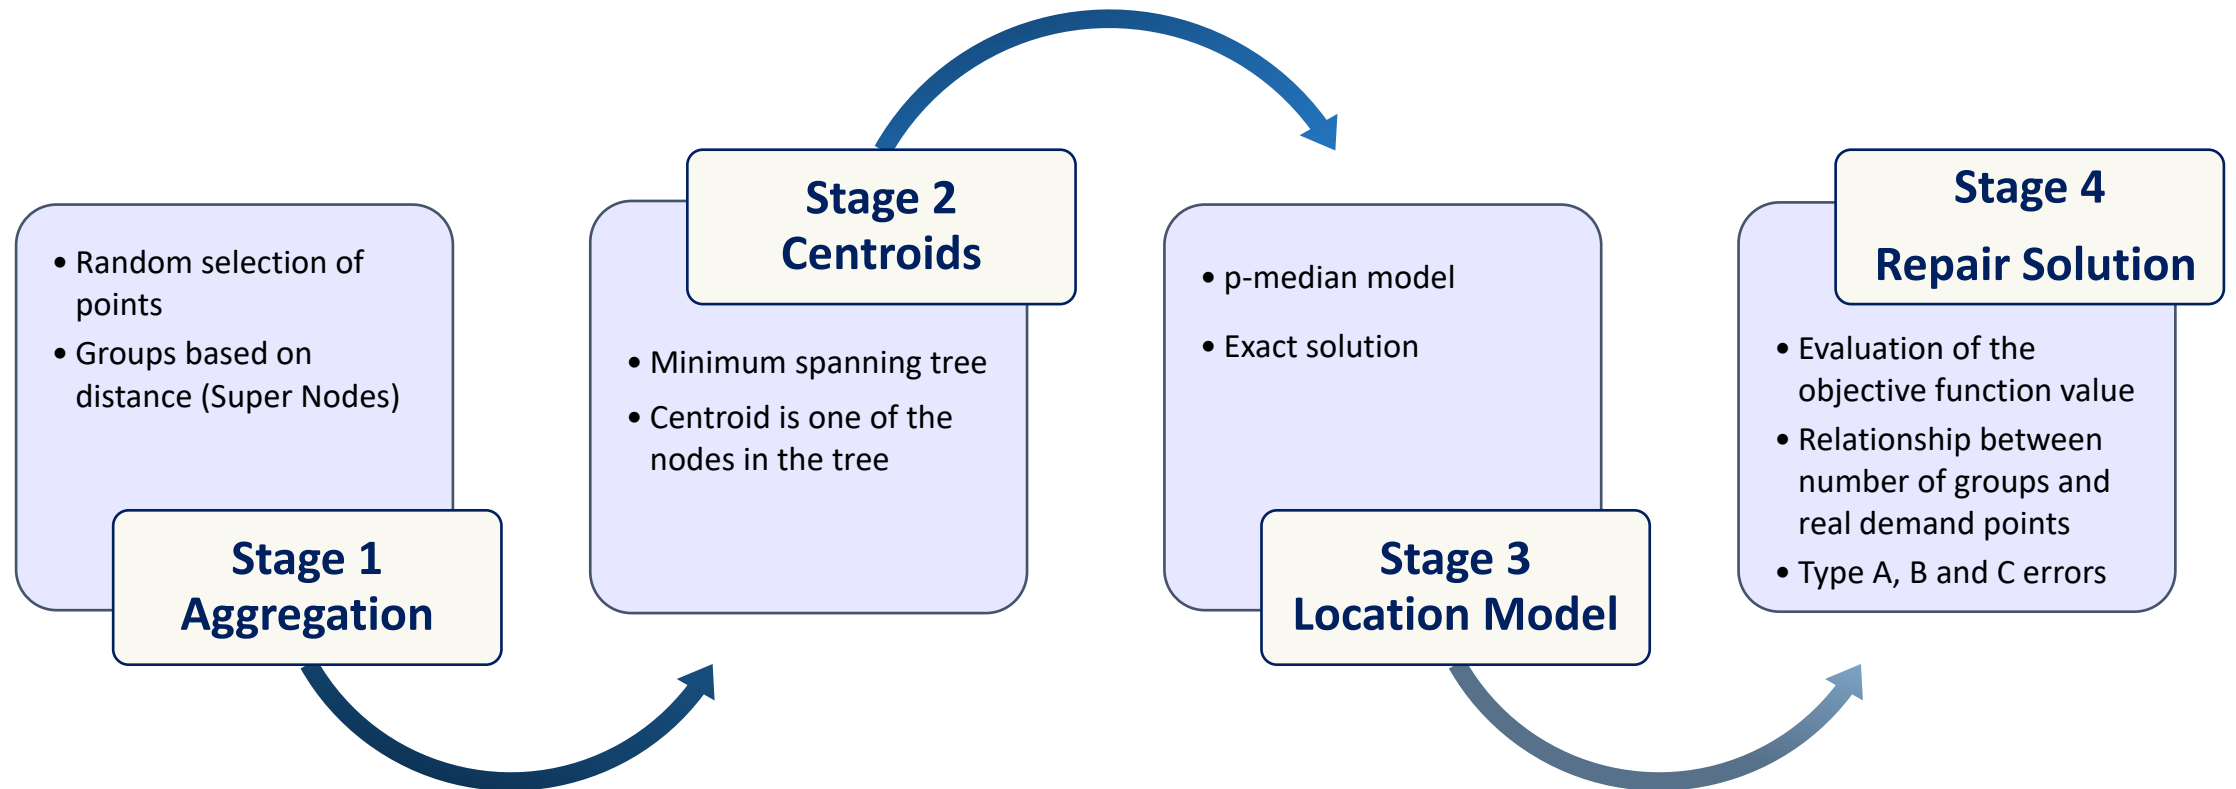 • Random selection of
points
• Groups based on
distance (Super Nodes)
Stage 1
Aggregation
Stage 2
Centroids
• Minimum spanning tree
• Centroid is one of the
nodes in the tree
• p-median model
• Exact solution
Stage 3
Location Model
Stage 4
Repair Solution
• Evaluation of the
objective function value
• Relationship between
number of groups and
real demand points
• Type A, B and C errors